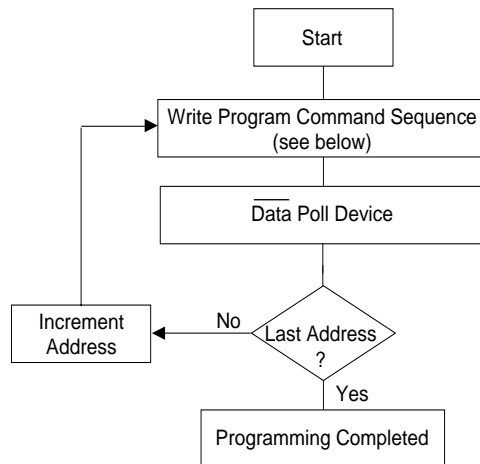 Start
Write Program Command Sequence
(see below)
Data Poll Device
Increment
Address
No
Last Address
?
Yes
Programming Completed